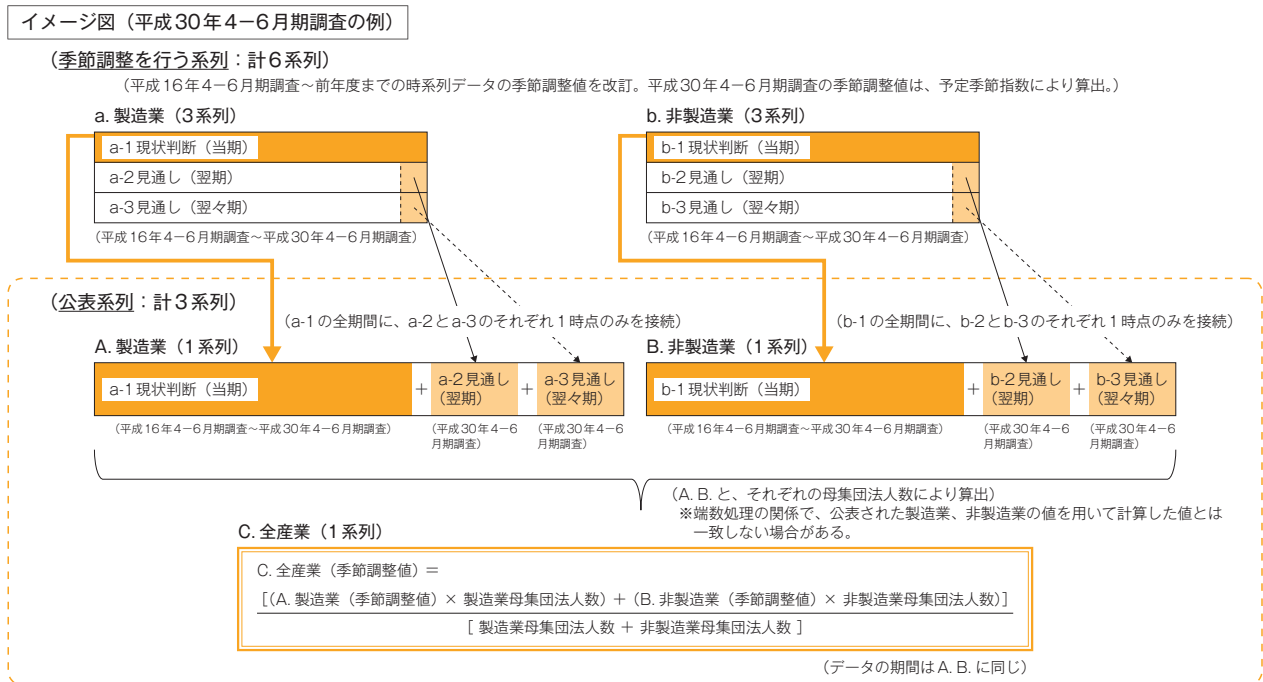 イメージ図（平成30年4−6月期調査の例）
（季節調整を行う系列：計6系列）
（平成16年4−6月期調査～前年度までの時系列データの季節調整値を改訂。平成30年4−6月期調査の季節調整値は、予定季節指数により算出。）
a. 製造業（3系列）
a-1現状判断（当期）
a-2見通し（翌期）
a-3見通し（翌々期）
（平成16年4−6月期調査～平成30年4−6月期調査）
b. 非製造業（3系列）
b-1現状判断（当期）
b-2見通し（翌期）
b-3見通し（翌々期）
（平成16年4−6月期調査～平成30年4−6月期調査）
（公表系列：計3系列）
（a-1の全期間に、a-2とa-3のそれぞれ1時点のみを接続）
A. 製造業（1系列）
a-1現状判断（当期）
+
a-2見通し
（翌期）
+
a-3見通し
（翌々期）
（平成16年4−6月期調査～平成30年4−6月期調査）
（平成30年4−6
月期調査）
（平成30年4−6
月期調査）
（b-1の全期間に、b-2とb-3のそれぞれ1時点のみを接続）
B. 非製造業（1系列）
b-1現状判断（当期）
+
b-2見通し
（翌期）
+
b-3見通し
（翌々期）
（平成16年4−6月期調査～平成30年4−6月期調査）
（平成30年4−6
月期調査）
（平成30年4−6
月期調査）
（A. B. と、それぞれの母集団法人数により算出）
※端数処理の関係で、公表された製造業、非製造業の値を用いて計算した値とは
一致しない場合がある。
C. 全産業（1系列）
C. 全産業（季節調整値）＝
[(A. 製造業（季節調整値）× 製造業母集団法人数）＋（B. 非製造業（季節調整値）× 非製造業母集団法人数)]
[ 製造業母集団法人数 ＋ 非製造業母集団法人数 ]
（データの期間はA. B. に同じ）